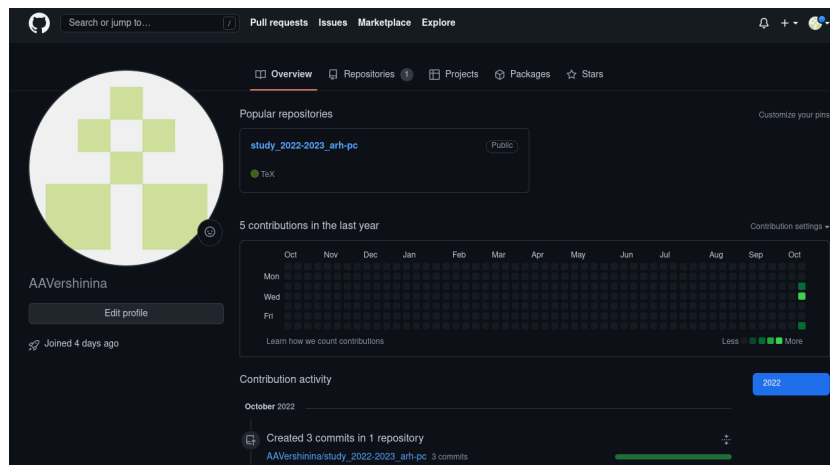 Search or jump to... / Pull requests Issues Marketplace Explore
Overview Repositories 1 Projects Packages Stars
Popular repositories Customize your pins
study_2022-2023_arh-pc Public
TeX
5 contributions in the last year Contribution settings
Oct Nov Dec Jan Feb Mar Apr May Jun Jul Aug Sep Oct
Mon
Wed
Fri
Learn how we count contributions Less More
AAVershinina
Edit profile
Joined 4 days ago
Contribution activity 2022
October 2022
Created 3 commits in 1 repository
AAVershinina/study_2022-2023_arh-pc 3 commits